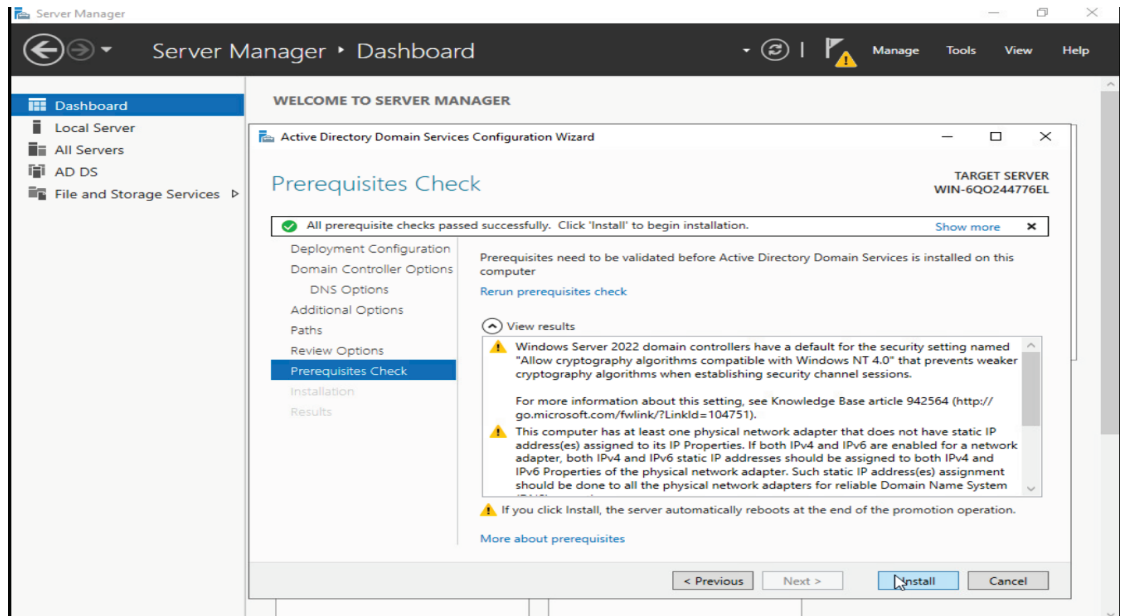 Server Manager
Server Manager ‣ Dashboard
Manage Tools View Help
Dashboard
Local Server
All Servers
AD DS
File and Storage Services
WELCOME TO SERVER MANAGER
Active Directory Domain Services Configuration Wizard
Prerequisites Check
TARGET SERVER
WIN-6QO244776EL
All prerequisite checks passed successfully. Click 'Install' to begin installation.
Show more
Deployment Configuration
Domain Controller Options
DNS Options
Additional Options
Paths
Review Options
Prerequisites Check
Installation
Results
Prerequisites need to be validated before Active Directory Domain Services is installed on this
computer
Rerun prerequisites check
View results
Windows Server 2022 domain controllers have a default for the security setting named
"Allow cryptography algorithms compatible with Windows NT 4.0" that prevents weaker
cryptography algorithms when establishing security channel sessions.
For more information about this setting, see Knowledge Base article 942564 (http://
go.microsoft.com/fwlink/?LinkId=104751).
This computer has at least one physical network adapter that does not have static IP
address(es) assigned to its IP Properties. If both IPv4 and IPv6 are enabled for a network
adapter, both IPv4 and IPv6 static IP addresses should be assigned to both IPv4 and
IPv6 Properties of the physical network adapter. Such static IP address(es) assignment
should be done to all the physical network adapters for reliable Domain Name System
If you click Install, the server automatically reboots at the end of the promotion operation.
More about prerequisites
< Previous
Next >
Install
Cancel